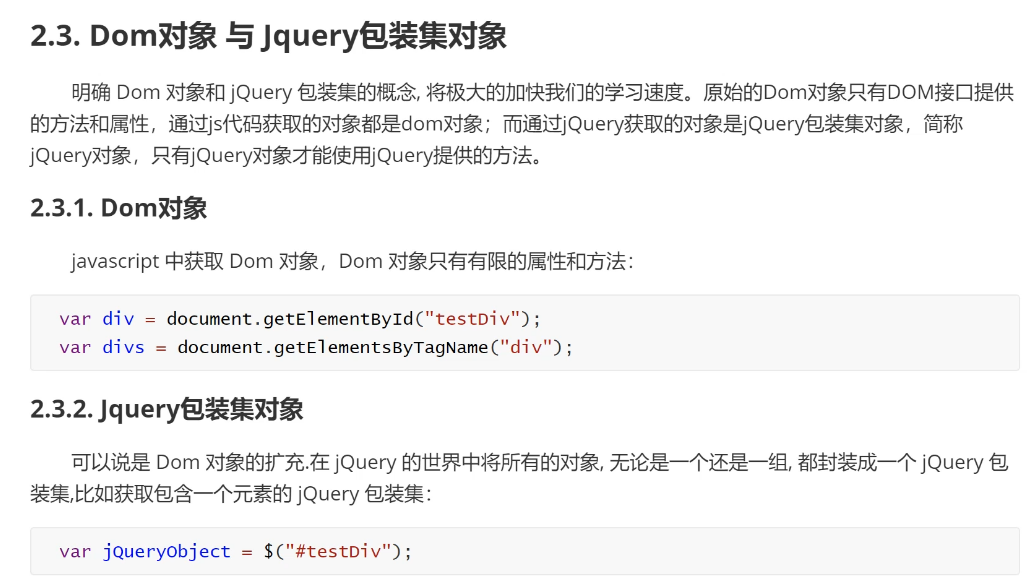 2.3. Dom对象 与 Jquery包装集对象
明确 Dom 对象和 jQuery 包装集的概念, 将极大的加快我们的学习速度。原始的Dom对象只有DOM接口提供
的方法和属性，通过js代码获取的对象都是dom对象；而通过jQuery获取的对象是jQuery包装集对象，简称
jQuery对象，只有jQuery对象才能使用jQuery提供的方法。
2.3.1. Dom对象
javascript 中获取 Dom 对象，Dom 对象只有有限的属性和方法：
var div = document.getElementById("testDiv");
var divs = document.getElementsByTagName("div");
2.3.2. Jquery包装集对象
可以说是 Dom 对象的扩充.在 jQuery 的世界中将所有的对象, 无论是一个还是一组, 都封装成一个 jQuery 包
装集,比如获取包含一个元素的 jQuery 包装集：
var jQueryObject = $("#testDiv");